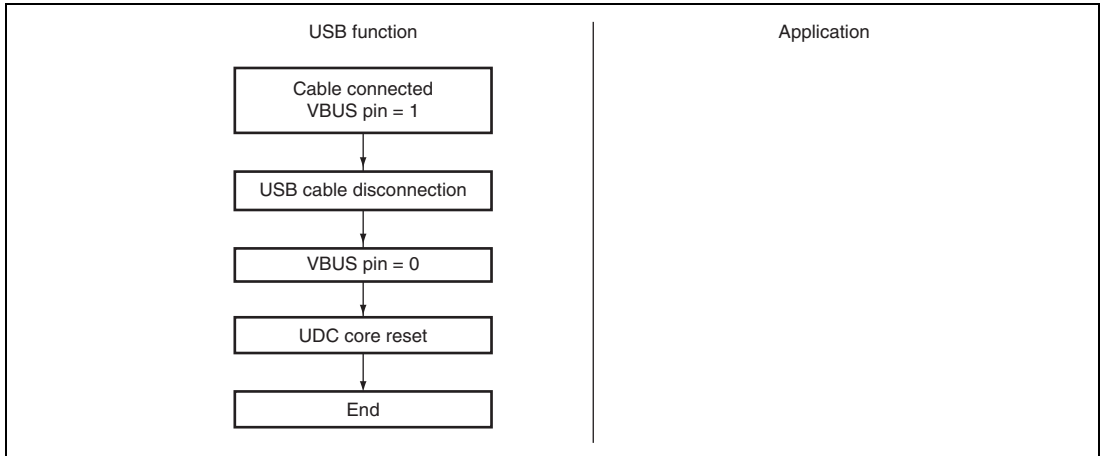 USB function
Application
Cable connected
VBUS pin = 1
USB cable disconnection
VBUS pin = 0
UDC core reset
End